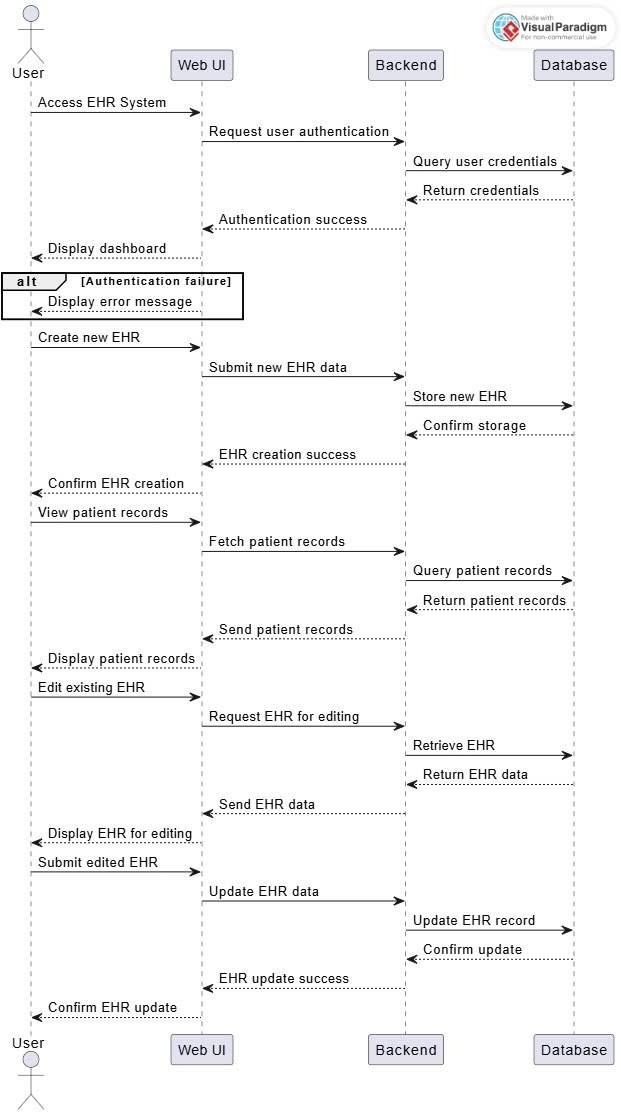 Made with
Visual Paradigm
For non-commercial use
User
Web UI
Backend
Database
Access EHR System
Request user authentication
Query user credentials
Return credentials
Authentication success
Display dashboard
alt
[Authentication failure]
Display error message
Create new EHR
Submit new EHR data
Store new EHR
Confirm storage
EHR creation success
Confirm EHR creation
View patient records
Fetch patient records
Query patient records
Return patient records
Send patient records
Display patient records
Edit existing EHR
Request EHR for editing
Retrieve EHR
Return EHR data
Send EHR data
Display EHR for editing
Submit edited EHR
Update EHR data
Update EHR record
Confirm update
EHR update success
Confirm EHR update
User
Web UI
Backend
Database